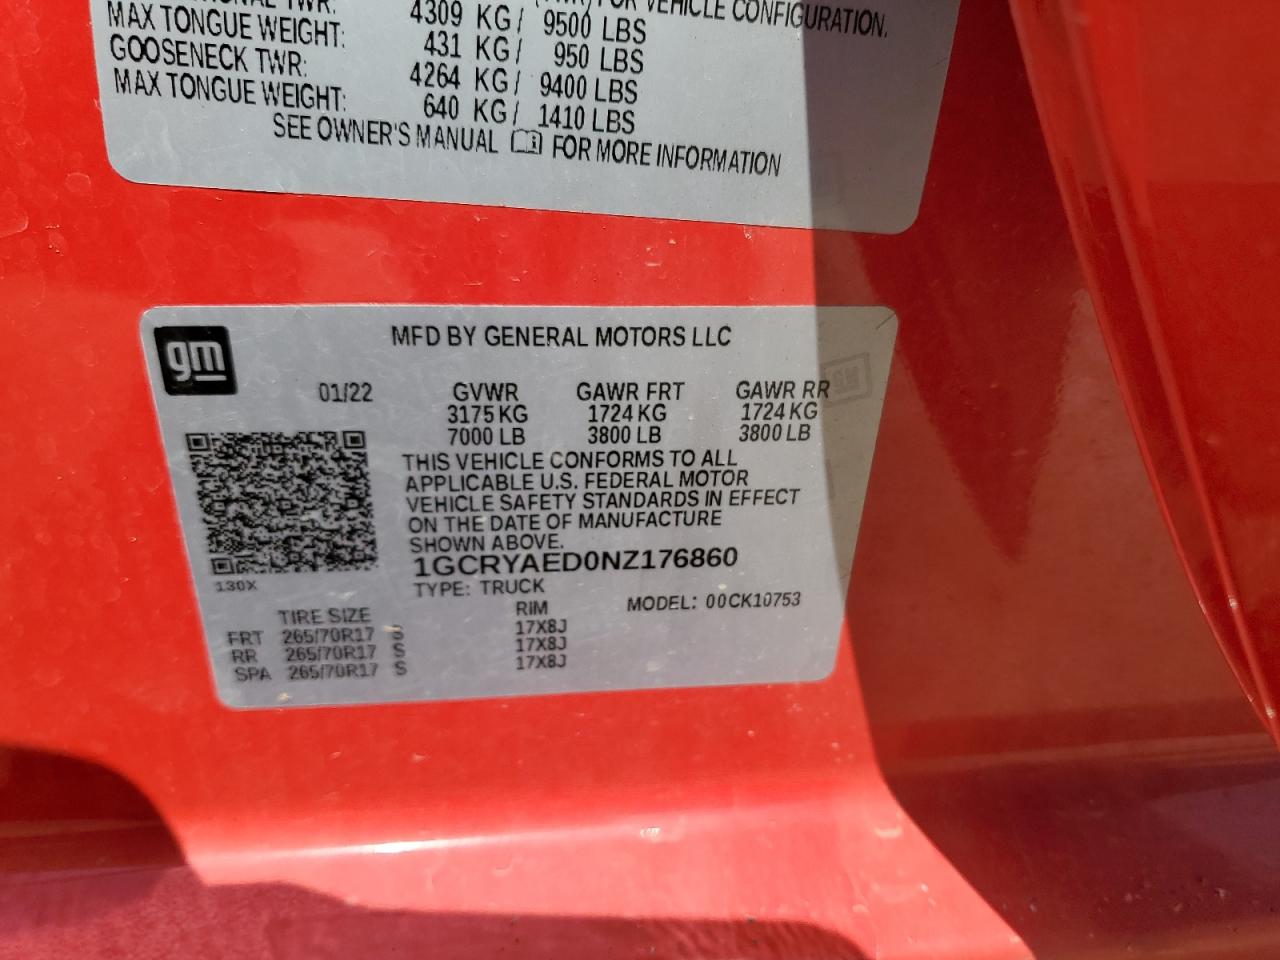 MAX TONGUE WEIGHT: 4309 KG/ 9500 LBS
GOOSENECK TWR: 431 KG/ 950 LBS
MAX TONGUE WEIGHT: 4264 KG/ 9400 LBS
640 KG/ 1410 LBS
VEHICLE CONFIGURATION.
SEE OWNER'S MANUAL FOR MORE INFORMATION
gm
MFD BY GENERAL MOTORS LLC
01/22 GVWR GAWR FRT GAWR RR
3175 KG 1724 KG 1724 KG
7000 LB 3800 LB 3800 LB
THIS VEHICLE CONFORMS TO ALL
APPLICABLE U.S. FEDERAL MOTOR
VEHICLE SAFETY STANDARDS IN EFFECT
ON THE DATE OF MANUFACTURE
SHOWN ABOVE.
1GCRYAED0NZ176860
130X
TYPE: TRUCK
MODEL: 00CK10753
TIRE SIZE RIM
FRT 265/70R17 S 17X8J
RR 265/70R17 S 17X8J
SPA 265/70R17 S 17X8J